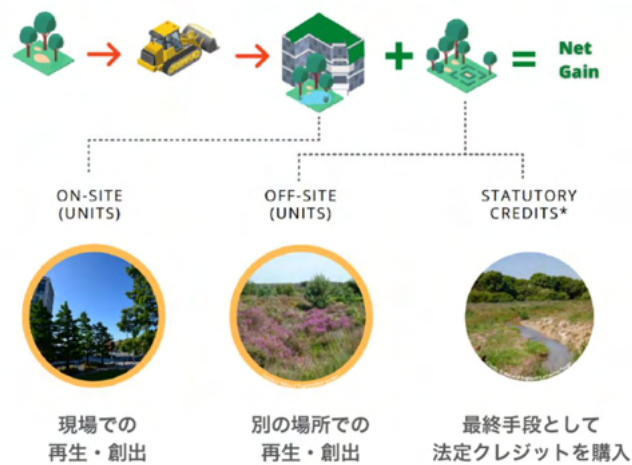 Net
Gain
ON-SITE
(UNITS)
OFF-SITE
(UNITS)
STATUTORY
CREDITS*
現場での
再生・創出
別の場所での
再生・創出
最終手段として
法定クレジットを購入